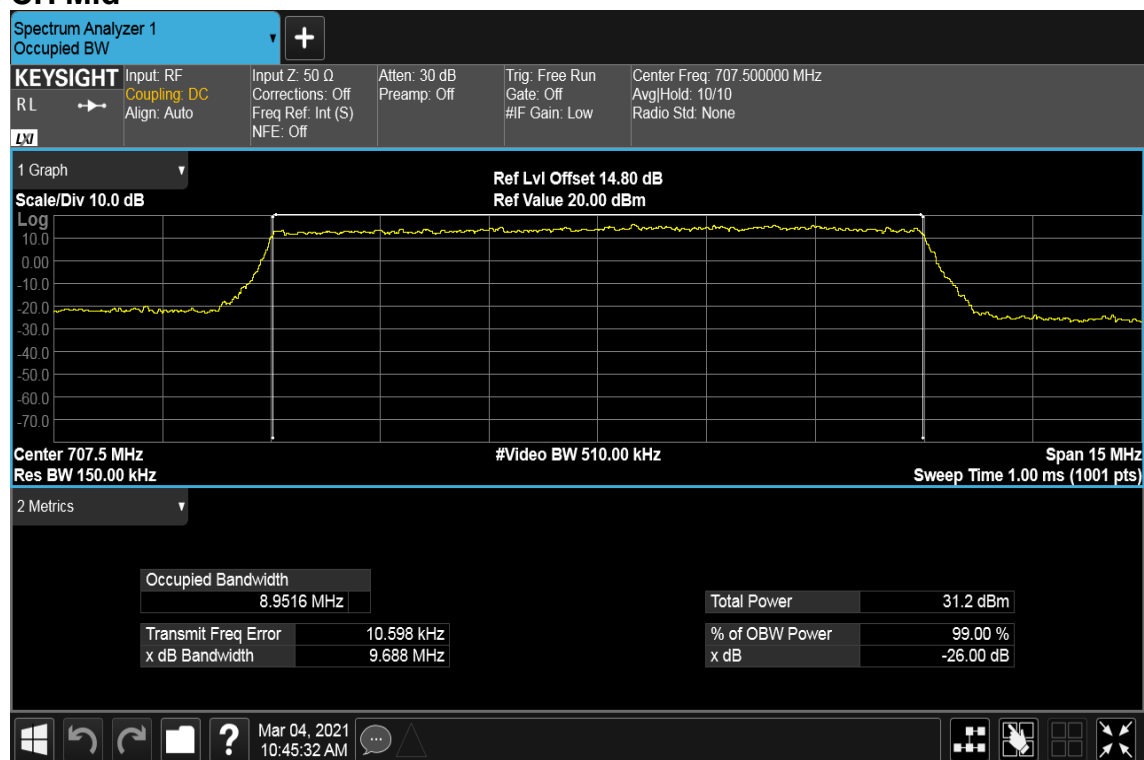 Spectrum Analyzer 1
Occupied BW
KEYSIGHT
RL
LXI
Input: RF
Coupling: DC
Align: Auto
Input Z: 50 Ω
Corrections: Off
Freq Ref: Int (S)
NFE: Off
Atten: 30 dB
Preamp: Off
Trig: Free Run
Gate: Off
#IF Gain: Low
Center Freq: 707.500000 MHz
Avg|Hold: 10/10
Radio Std: None
1 Graph
Scale/Div 10.0 dB
Ref Lvl Offset 14.80 dB
Ref Value 20.00 dBm
Log
10.0
0.00
-10.0
-20.0
-30.0
-40.0
-50.0
-60.0
-70.0
Center 707.5 MHz
Res BW 150.00 kHz
#Video BW 510.00 kHz
Span 15 MHz
Sweep Time 1.00 ms (1001 pts)
2 Metrics
Occupied Bandwidth
8.9516 MHz
Transmit Freq Error 10.598 kHz
x dB Bandwidth 9.688 MHz
Total Power 31.2 dBm
% of OBW Power 99.00 %
x dB -26.00 dB
?
Mar 04, 2021
10:45:32 AM